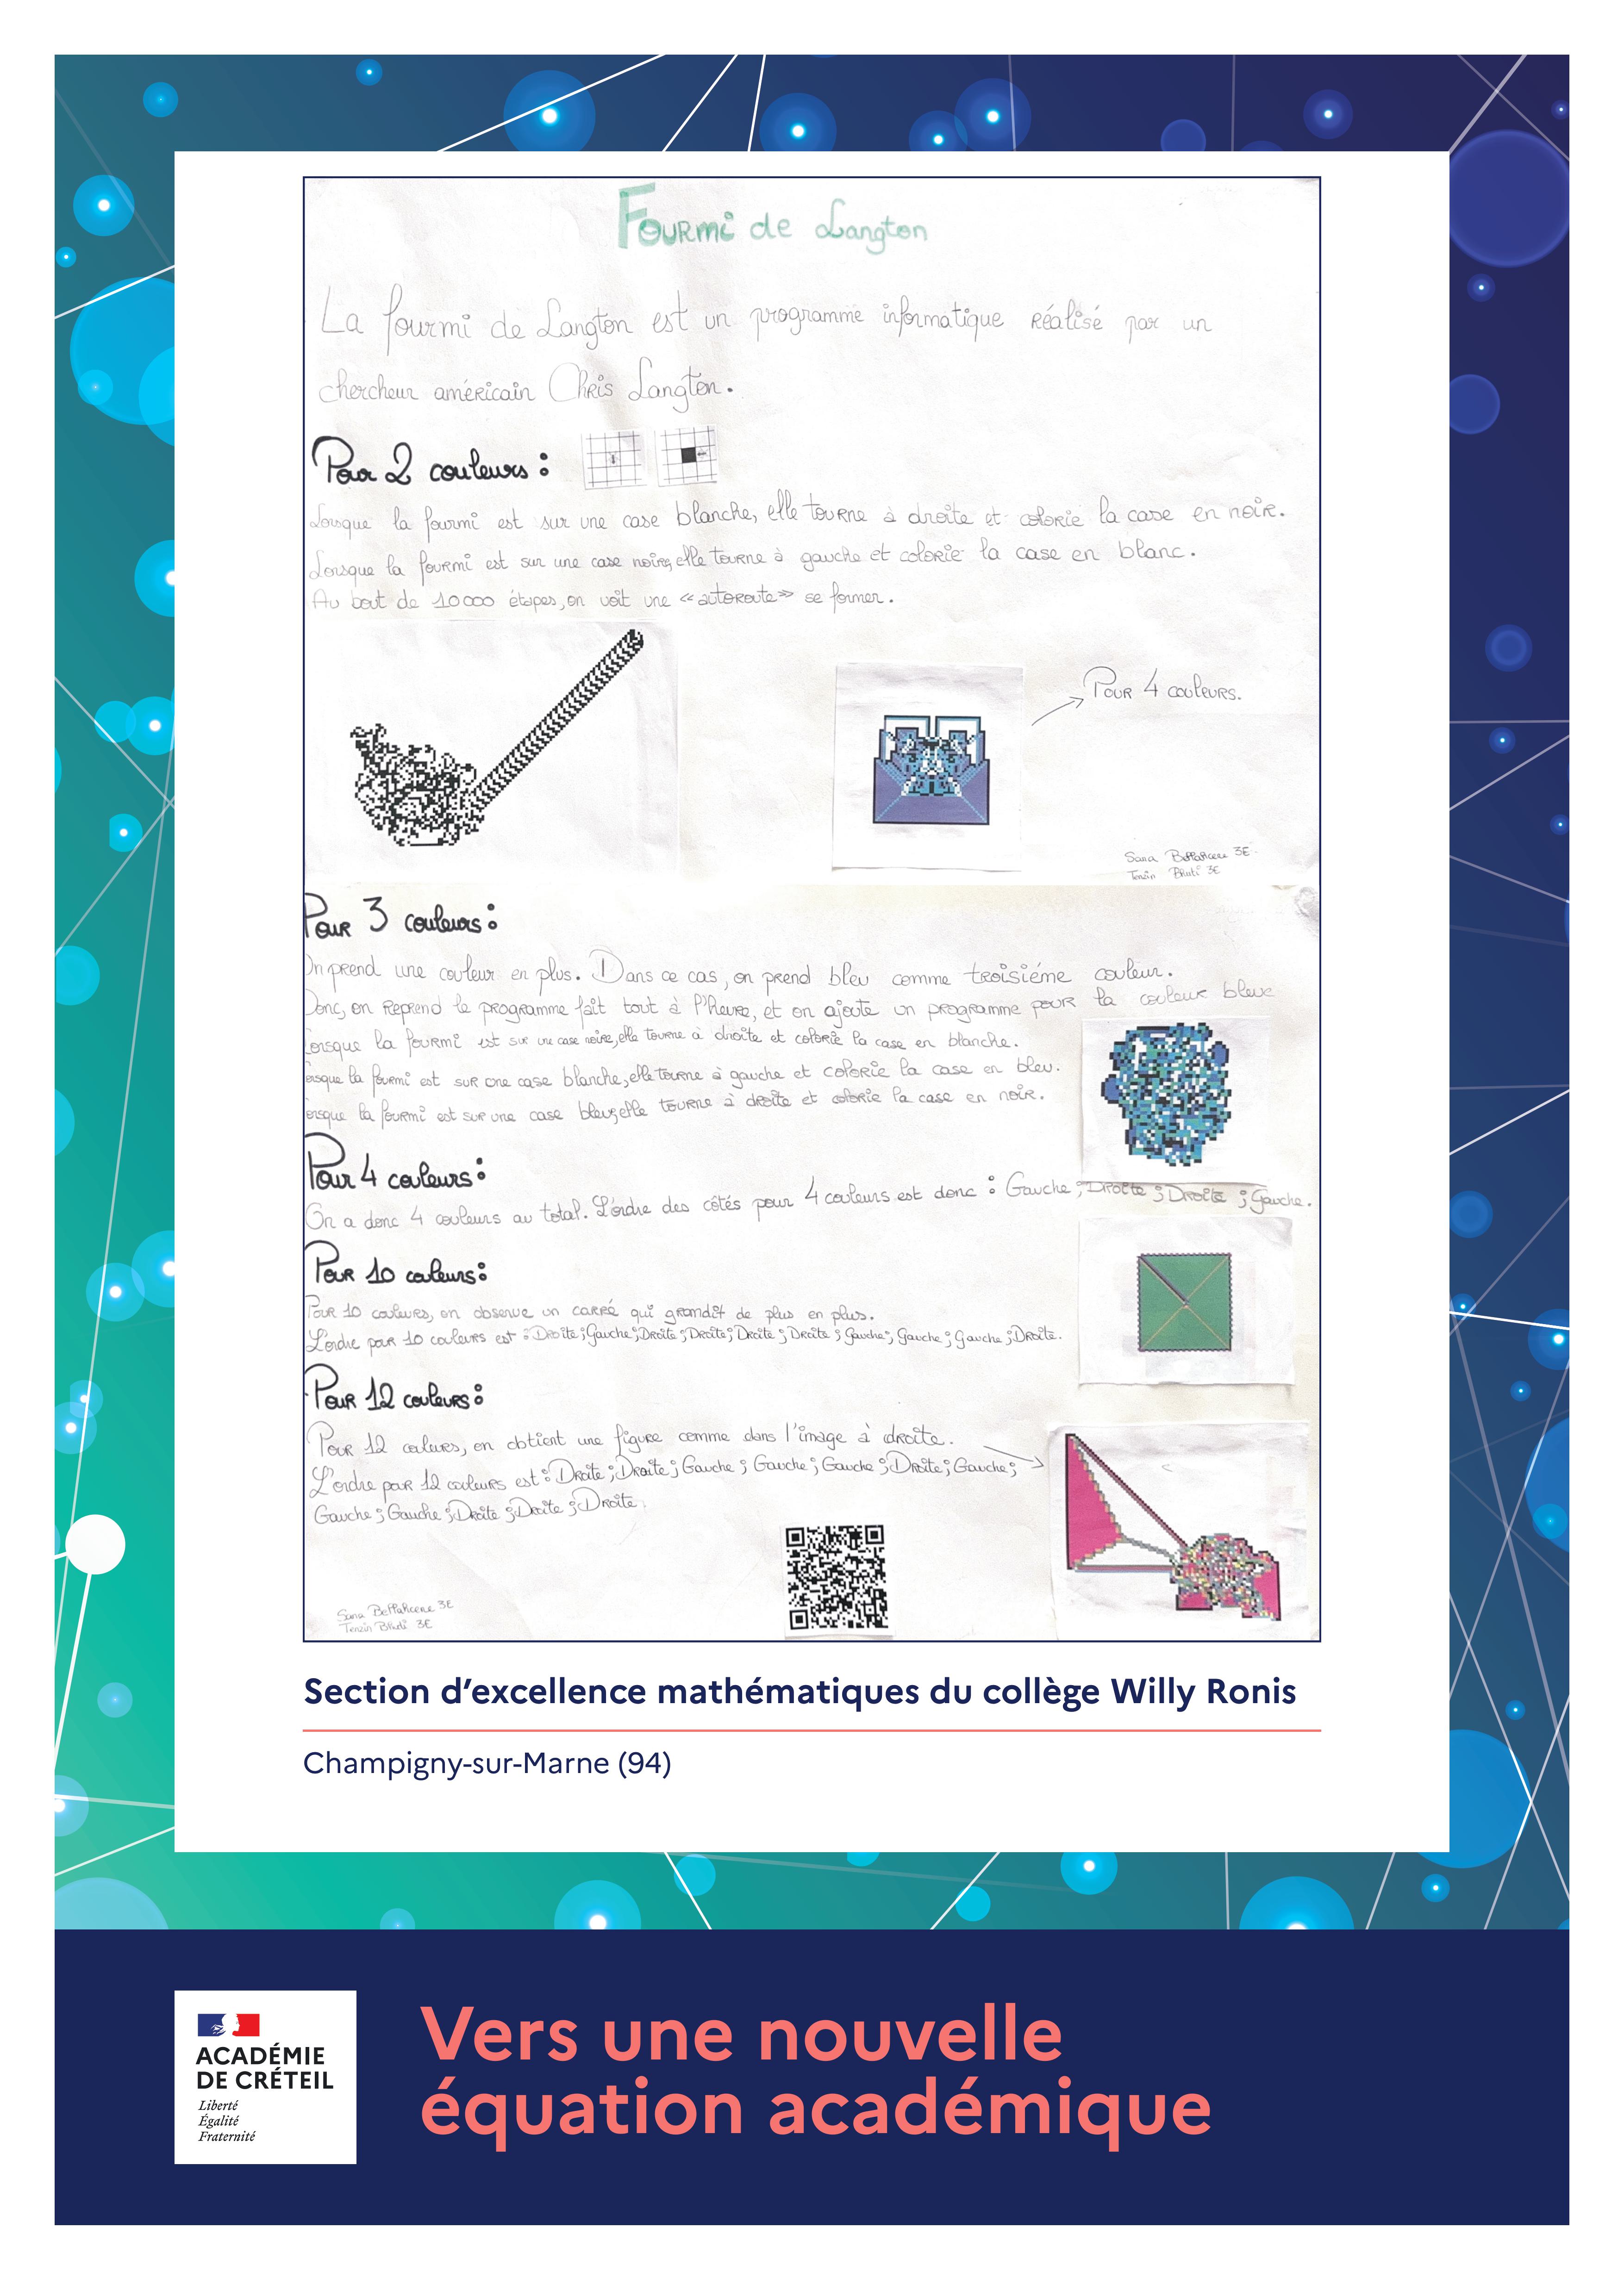 Fourmi de Langton
La fourmi de Langton est un programme informatique réalisé par un
chercheur américain Chris Langton.
Pour 2 couleurs :
Lorsque la fourmi est sur une case blanche, elle tourne à droite et colorie la case en noir.
Lorsque la fourmi est sur une case noire, elle tourne à gauche et colorie la case en blanc.
Au bout de 10000 étapes, on voit une «autoroute» se former.
Pour 4 couleurs.
Sana 3E
Tenzin Bhuti 3E
Pour 3 couleurs :
On prend une couleur en plus. Dans ce cas, on prend bleu comme troisiéme couleur.
Donc, on reprend le programme fait tout à l'heure, et on ajoute un programme pour la couleur bleue
Lorsque la fourmi est sur une case noire, elle tourne à droite et colorie la case en blanche.
Lorsque la fourmi est sur une case blanche, elle tourne à gauche et colorie la case en bleu.
Lorsque la fourmi est sur une case bleue, elle tourne à droite et colorie la case en noir.
Pour 4 couleurs :
On a donc 4 couleurs au total. L'ordre des côtés pour 4 couleurs est donc : Gauche ; Droite ; Droite ; Gauche.
Pour 10 couleurs :
Pour 10 couleurs, on observe un carré qui grandit de plus en plus.
L'ordre pour 10 couleurs est : Droite ; Gauche ; Droite ; Droite ; Droite ; Droite ; Gauche ; Gauche ; Gauche ; Droite.
Pour 12 couleurs :
Pour 12 couleurs, on obtient une figure comme dans l'image à droite.
L'ordre pour 12 couleurs est : Droite ; Droite ; Gauche ; Gauche ; Gauche ; Droite ; Gauche ;
Gauche ; Gauche ; Droite ; Droite ; Droite.
Sana 3E
Tenzin Bhuti 3E
Section d'excellence mathématiques du collège Willy Ronis
Champigny-sur-Marne (94)
ACADÉMIE
DE CRÉTEIL
Liberté
Égalité
Fraternité
Vers une nouvelle
équation académique